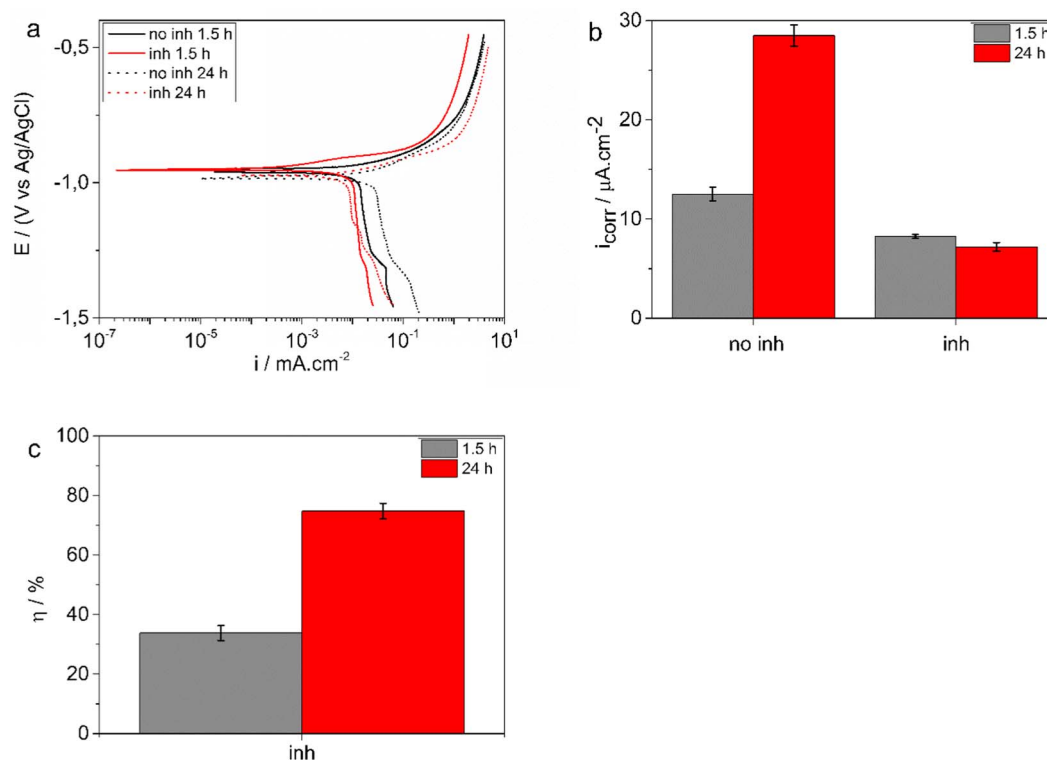 a
no inh 1.5 h
inh 1.5 h
no inh 24 h
inh 24 h
-0.5
-1.0
-1.5
E / (V vs Ag/AgCl)
10-7
10-5
10-3
10-1
101
i / mA.cm-2
b
1.5 h
24 h
30
20
10
0
icorr / μA.cm-2
no inh
inh
c
1.5 h
24 h
100
80
60
40
20
0
η / %
inh